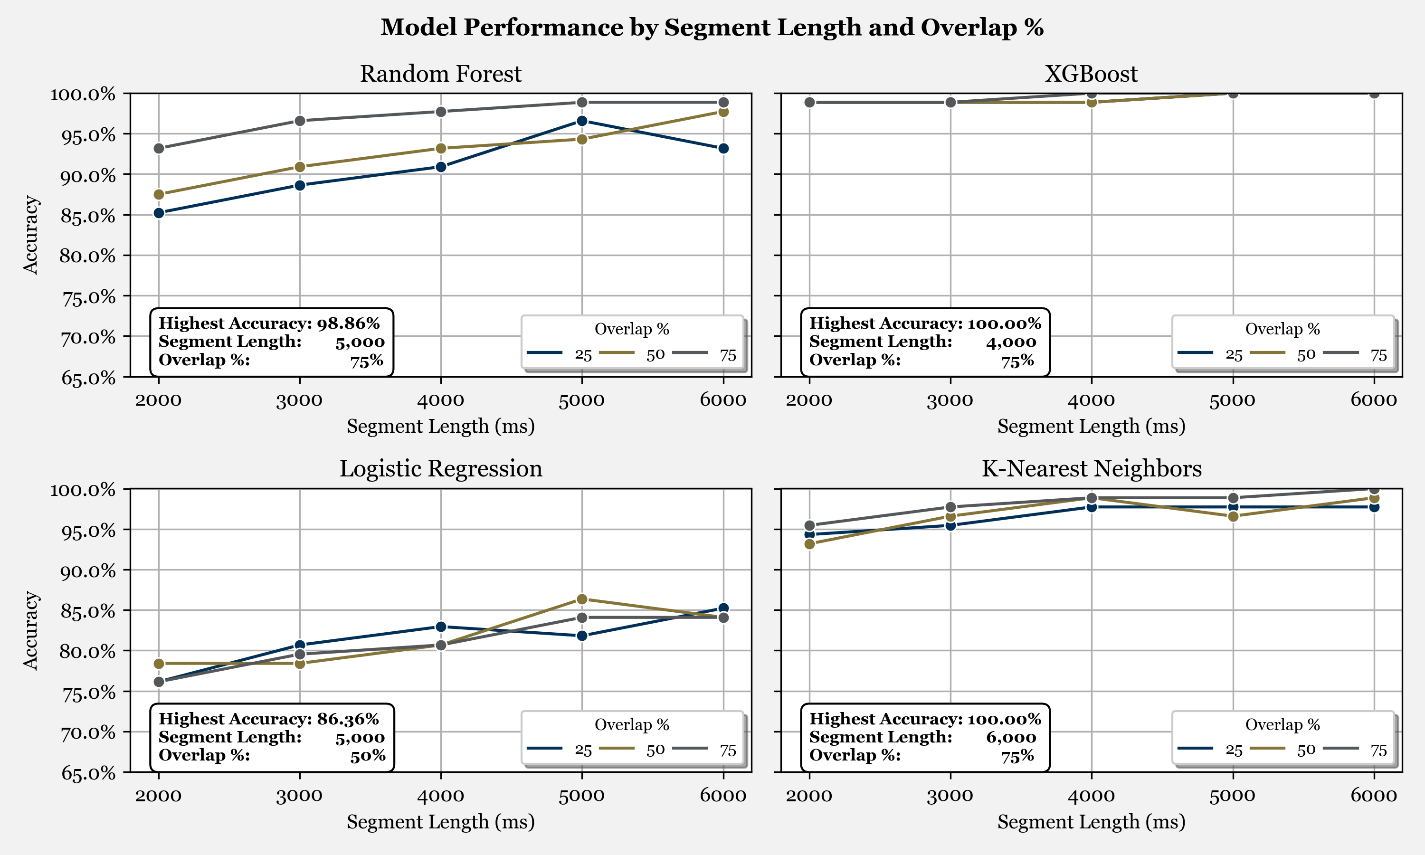 Model Performance by Segment Length and Overlap %
Random Forest
100.0%
95.0%
90.0%
85.0%
80.0%
75.0%
70.0%
65.0%
Accuracy
Highest Accuracy: 98.86%
Segment Length: 5,000
Overlap %: 75%
Overlap %
25 50 75
2000 3000 4000 5000 6000
Segment Length (ms)
XGBoost
Highest Accuracy: 100.00%
Segment Length: 4,000
Overlap %: 75%
Overlap %
25 50 75
2000 3000 4000 5000 6000
Segment Length (ms)
Logistic Regression
100.0%
95.0%
90.0%
85.0%
80.0%
75.0%
70.0%
65.0%
Accuracy
Highest Accuracy: 86.36%
Segment Length: 5,000
Overlap %: 50%
Overlap %
25 50 75
2000 3000 4000 5000 6000
Segment Length (ms)
K-Nearest Neighbors
Highest Accuracy: 100.00%
Segment Length: 6,000
Overlap %: 75%
Overlap %
25 50 75
2000 3000 4000 5000 6000
Segment Length (ms)